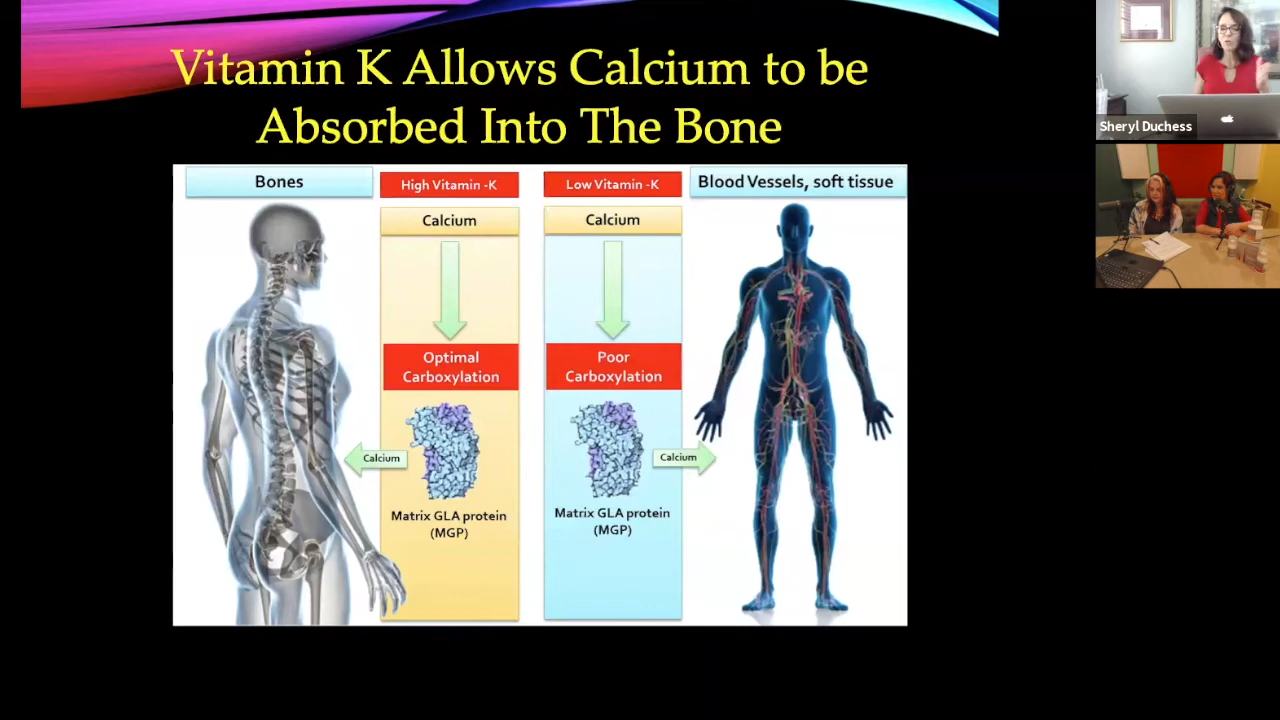 Vitamin K Allows Calcium to be
Absorbed Into The Bone
Bones
High Vitamin -K
Low Vitamin -K
Blood Vessels, soft tissue
Calcium
Calcium
Optimal
Carboxylation
Poor
Carboxylation
Calcium
Calcium
Matrix GLA protein
(MGP)
Matrix GLA protein
(MGP)
Sheryl Duchess